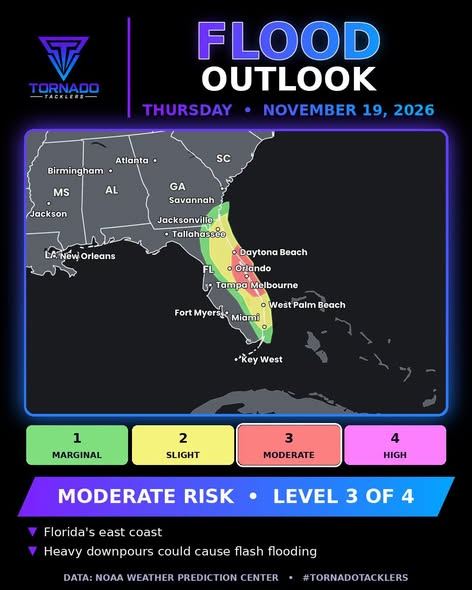 TORNADO
TACKLERS
FLOOD
OUTLOOK
THURSDAY • NOVEMBER 19, 2026
SC
Atlanta
Birmingham
MS
AL
GA
Savannah
Jackson
Jacksonville
Tallahassee
LA
New Orleans
Daytona Beach
FL
Orlando
Tampa
Melbourne
West Palm Beach
Fort Myers
Miami
Key West
1
MARGINAL
2
SLIGHT
3
MODERATE
4
HIGH
MODERATE RISK • LEVEL 3 OF 4
Florida's east coast
Heavy downpours could cause flash flooding
DATA: NOAA WEATHER PREDICTION CENTER • #TORNADOTACKLERS